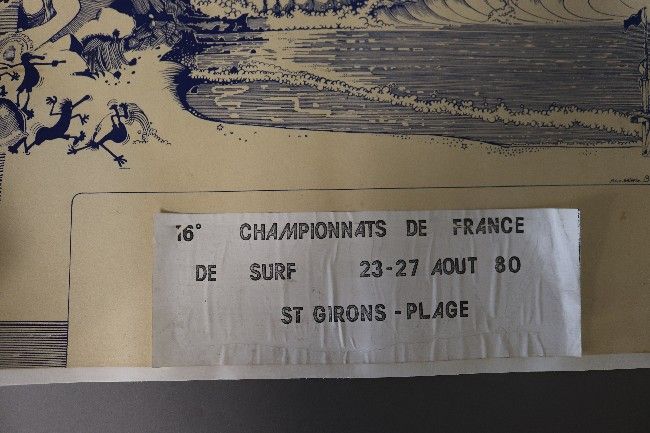 16° CHAMPIONNATS DE FRANCE
DE SURF 23-27 AOUT 80
ST GIRONS - PLAGE